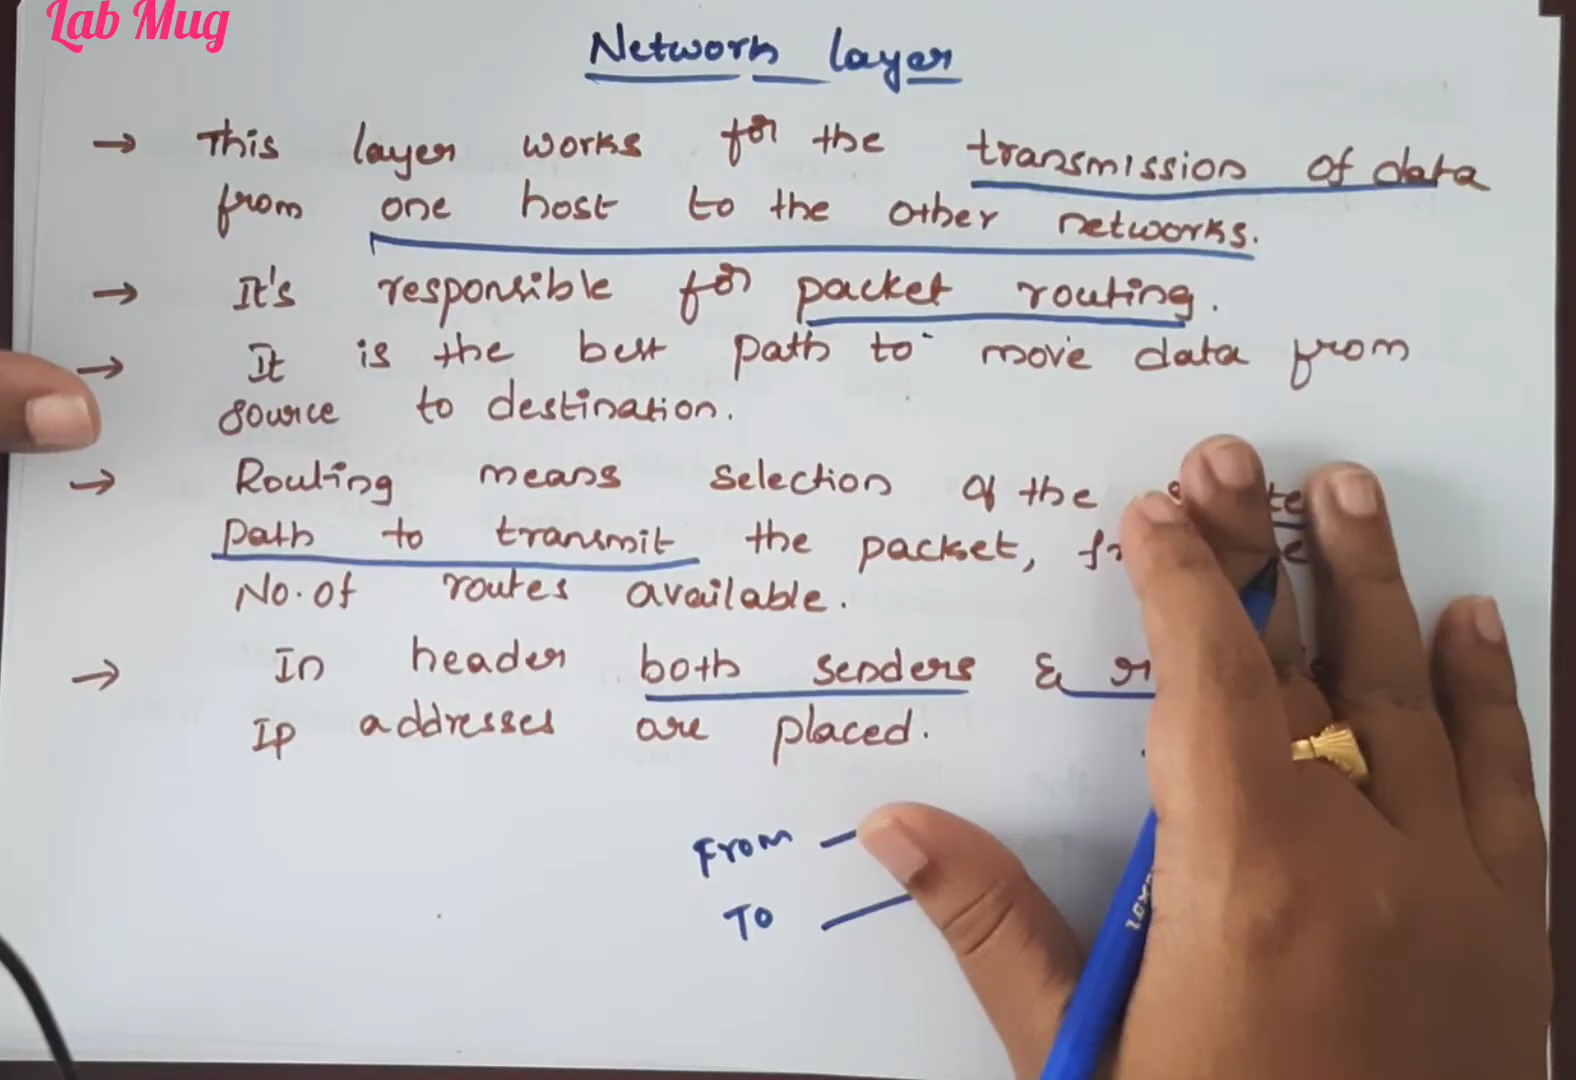 Lab Mug
Network layer
→ This layer works for the transmission of data
from one host to the other networks.
→ It's responsible for packet routing.
→ It is the best path to move data from
source to destination.
→ Routing means selection of the
path to transmit the packet,
No. of routes available.
→ In header both senders &
Ip addresses are placed.
From
To